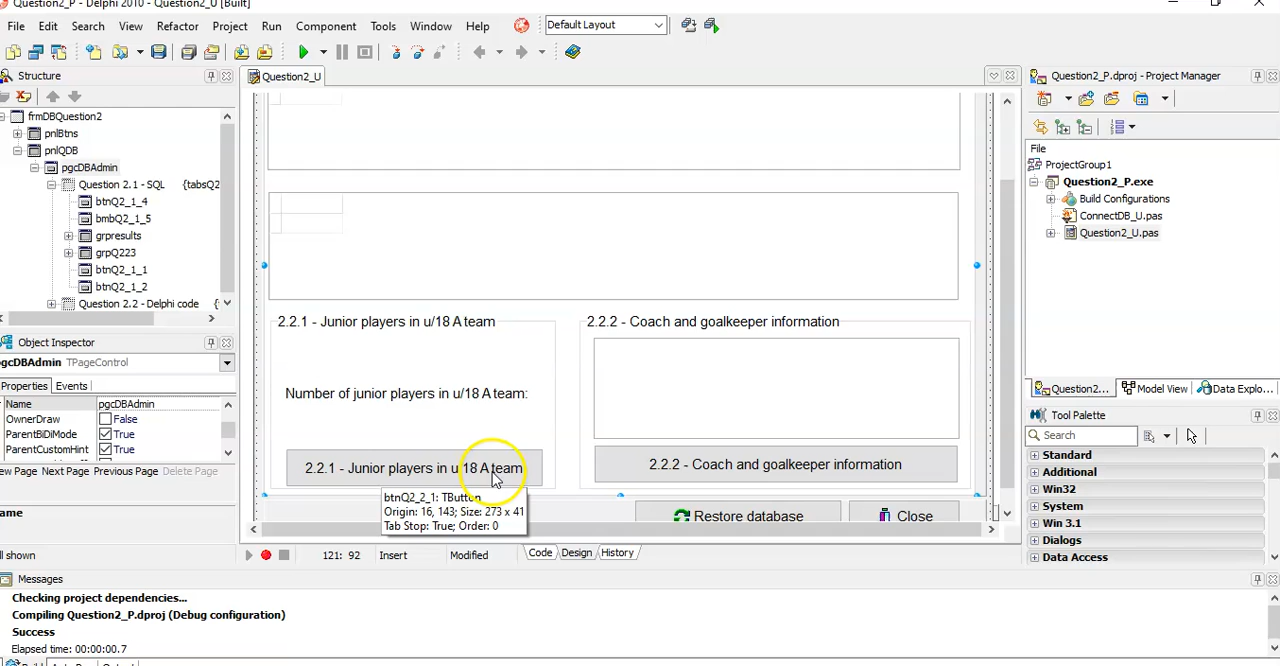 Question2_P - Delphi 2010 - Question2_U [Built]
File Edit Search View Refactor Project Run Component Tools Window Help Default Layout
Structure
Question2_U
Question2_P.dproj - Project Manager
frmDBQuestion2
pnlBtns
pnlQDB
pgcDBAdmin
Question 2.1 - SQL {tabsQ2
btnQ2_1_4
bmbQ2_1_5
grpresults
grpQ223
btnQ2_1_1
btnQ2_1_2
Question 2.2 - Delphi code {
File
ProjectGroup1
Question2_P.exe
Build Configurations
ConnectDB_U.pas
Question2_U.pas
Object Inspector
gcDBAdmin TPageControl
Properties Events
Name pgcDBAdmin
OwnerDraw False
ParentBiDiMode True
ParentCustomHint True
ew Page Next Page Previous Page Delete Page
ame
ll shown
2.2.1 - Junior players in u/18 A team
Number of junior players in u/18 A team:
2.2.1 - Junior players in u/18 A team
btnQ2_2_1: TButton
Origin: 16, 143; Size: 273 x 41
Tab Stop: True; Order: 0
2.2.2 - Coach and goalkeeper information
2.2.2 - Coach and goalkeeper information
Restore database Close
121: 92 Insert Modified Code Design History
Question2... Model View Data Explo...
Tool Palette
Search
Standard
Additional
Win32
System
Win 3.1
Dialogs
Data Access
Messages
Checking project dependencies...
Compiling Question2_P.dproj (Debug configuration)
Success
Elapsed time: 00:00:00.7